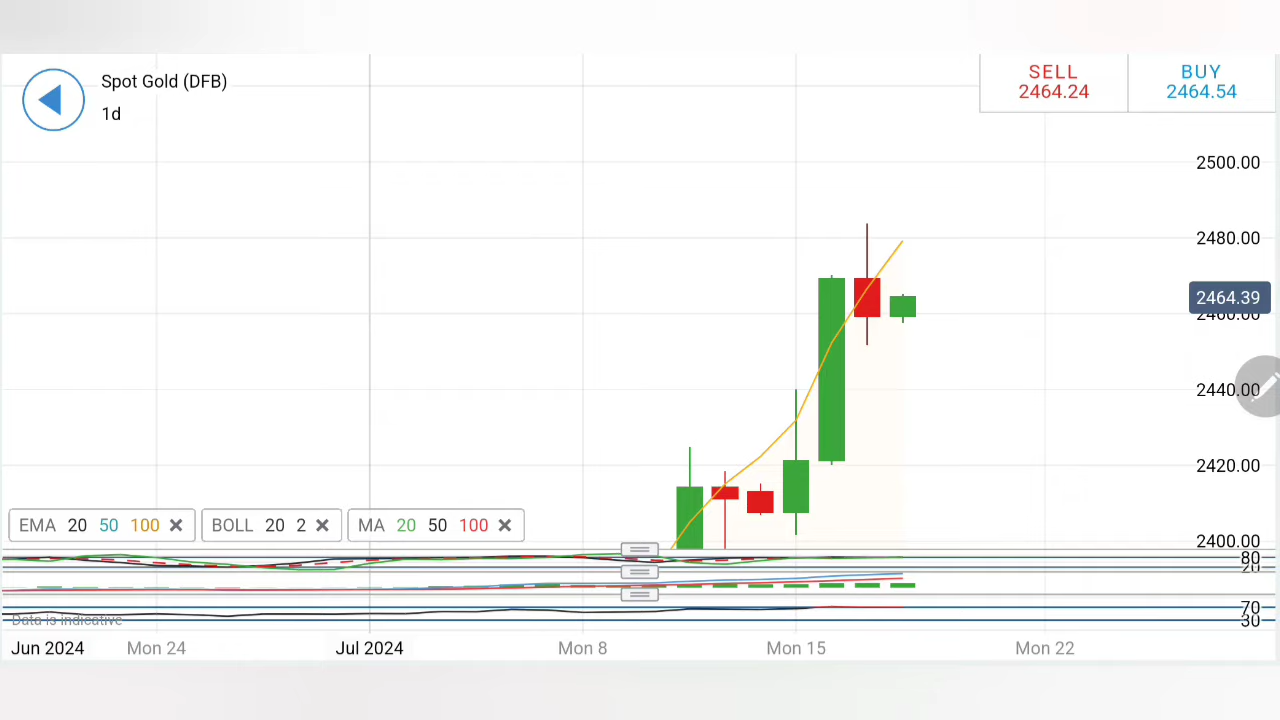 Spot Gold (DFB)
1d
SELL
2464.24
BUY
2464.54
2500.00
2480.00
2464.39
2460.00
2440.00
2420.00
2400.00
EMA 20 50 100
BOLL 20 2
MA 20 50 100
80
20
70
30
Data is indicative
Jun 2024 Mon 24 Jul 2024 Mon 8 Mon 15 Mon 22